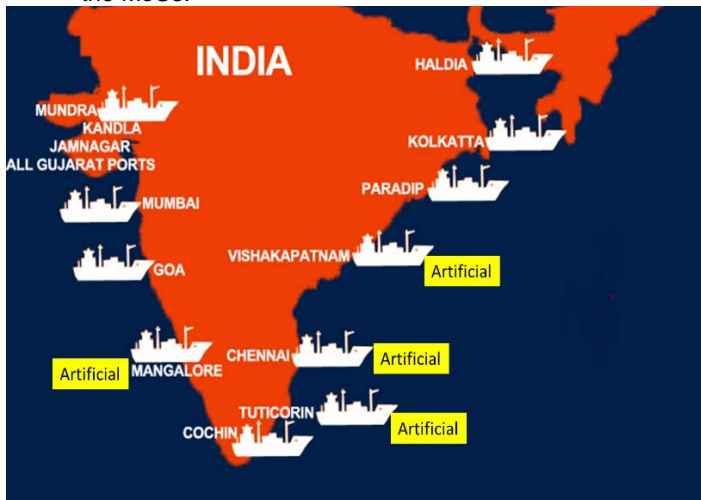 INDIA
HALDIA
MUNDRA
KANDLA
JAMNAGAR
ALL GUJARAT PORTS
KOLKATTA
PARADIP
MUMBAI
VISHAKAPATNAM
Artificial
GOA
CHENNAI
Artificial
Artificial
MANGALORE
TUTICORIN
Artificial
COCHIN